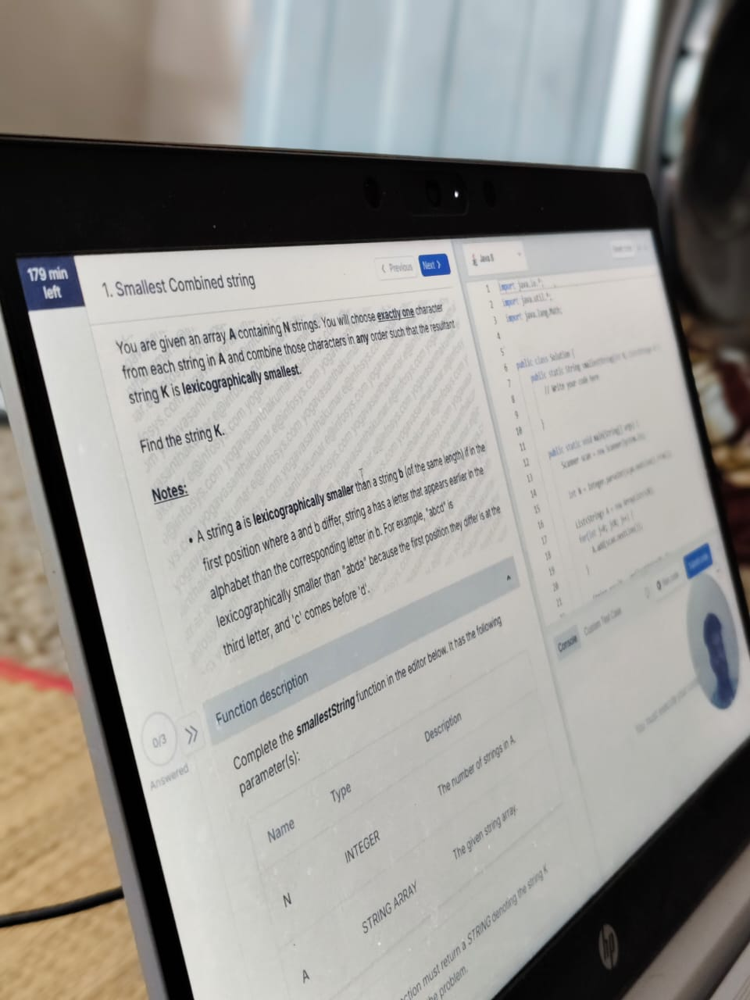 179 min
left
1. Smallest Combined string
Previous
Next
You are given an array A containing N strings. You will choose exactly one character
from each string in A and combine those characters in any order such that the resultant
string K is lexicographically smallest.
Find the string K.
Notes:
• A string a is lexicographically smaller than a string b (of the same length) if in the
first position where a and b differ, string a has a letter that appears earlier in the
alphabet than the corresponding letter in b. For example, "abcd" is
lexicographically smaller than "abda" because the first position they differ is at the
third letter, and 'c' comes before 'd'.
Function description
Complete the smallestString function in the editor below. It has the following
parameter(s):
Name Type Description
N INTEGER The number of strings in A.
A STRING ARRAY The given string array.
ction must return a STRING denoting the string K
he problem.
0/3
Answered
Java 8
1 import java.io.*;
2 import java.util.*;
3 import java.lang.Math;
4
5
6 public class Solution {
7 public static String smallestString(int N,
8 // Write your code here
9
10 }
11
12 public static void main(String[] args) {
13 Scanner scan = new Scanner(System.in);
14
15 int N = Integer.parseInt(
16
17 List<String> A = new ArrayList<>(N);
18 for(int j=0; j<N; j++) {
19 A.add(scan.nextLine());
20 }
21
Console
Custom Test Case
Run code
You must execute your
hp